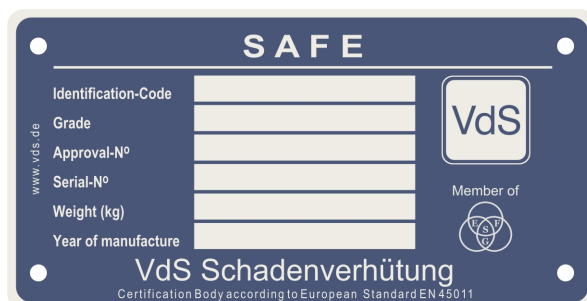 SAFE
Identification-Code
Grade
Approval-Nº
Serial-Nº
Weight (kg)
Year of manufacture
www.vds.de
VdS
Member of
E F S G
VdS Schadenverhütung
Certification Body according to European Standard EN 45011